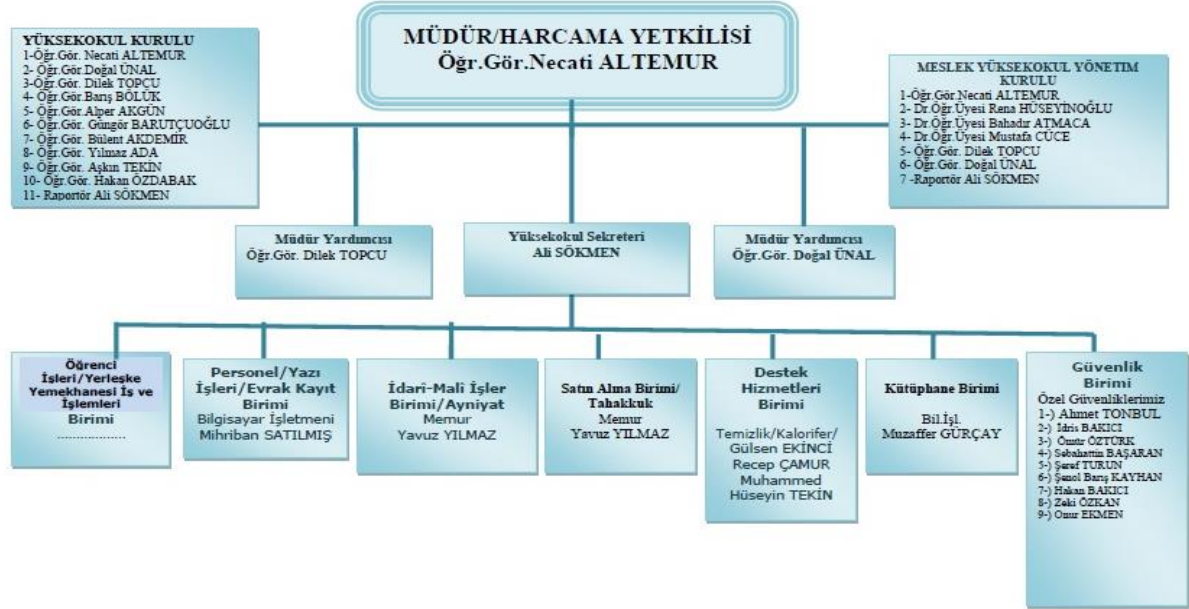 MÜDÜR/HARCAMA YETKİLİSİ
Öğr.Gör.Necati ALTEMUR
YÜKSEKOKUL KURULU
1-Öğr.Gör. Necati ALTEMUR
2- Öğr.Gör.Doğal ÜNAL
3-Öğr.Gör. Dilek TOPÇU
4- Öğr.Gör.Barış BÖLÜK
5- Öğr.Gör.Alper AKGÜN
6- Öğr.Gör. Güngör BARUTÇUOĞLU
7- Öğr.Gör. Bülent AKDEMİR
8- Öğr.Gör. Yılmaz ADA
9- Öğr.Gör. Aşkın TEKİN
10- Öğr.Gör. Hakan ÖZDABAK
11- Raportör Ali SÖKMEN
MESLEK YÜKSEKOKUL YÖNETIM
KURULU
1-Öğr.Gör.Necati ALTEMUR
2- Dr.Öğr.Üyesi Rena HÜSEYİNOĞLU
3- Dr.Öğr.Üyesi Bahadır ATMACA
4- Dr.Öğr.Üyesi Mustafa CÜCE
5- Öğr.Gör. Dilek TOPCU
6- Öğr.Gör. Doğal ÜNAL
7 -Raportör Ali SÖKMEN
Müdür Yardımcısı
Öğr.Gör. Dilek TOPCU
Yüksekokul Sekreteri
Ali SÖKMEN
Müdür Yardımcısı
Öğr.Gör. Doğal ÜNAL
Öğrenci
İşleri/Yerleşke
Yemekhanesi İş ve
İşlemleri
Birimi
..................
Personel/Yazı
İşleri/Evrak Kayıt
Birimi
Bilgisayar İşletmeni
Mihriban SATILMIŞ
İdari-Mali İşler
Birimi/Ayniyat
Memur
Yavuz YILMAZ
Satın Alma Birimi/
Tahakkuk
Memur
Yavuz YILMAZ
Destek
Hizmetleri
Birimi
Temizlik/Kalorifer/
Gülsen EKİNCİ
Recep ÇAMUR
Muhammed
Hüseyin TEKİN
Kütüphane Birimi
Bil.İşl.
Muzaffer GÜRÇAY
Güvenlik
Birimi
Özel Güvenliklerimiz
1-) Ahmet TONBUL
2-) İdris BAKICI
3-) Ömür ÖZTÜRK
4-) Sebahattin BAŞARAN
5-) Şeref TURUN
6-) Şenol Barış KAYHAN
7-) Hakan BAKICI
8-) Zeki ÖZKAN
9-) Onur EKMEN